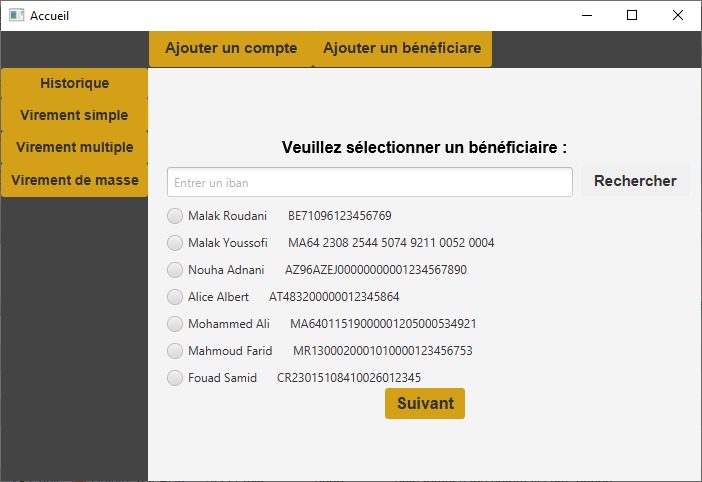 Accueil
Ajouter un compte Ajouter un bénéficiare
Historique
Virement simple
Virement multiple
Virement de masse
Veuillez sélectionner un bénéficiaire :
Entrer un iban Rechercher
Malak Roudani BE71096123456769
Malak Youssofi MA64 2308 2544 5074 9211 0052 0004
Nouha Adnani AZ96AZEJ00000000001234567890
Alice Albert AT483200000012345864
Mohammed Ali MA64011519000001205000534921
Mahmoud Farid MR1300020001010000123456753
Fouad Samid CR23015108410026012345
Suivant